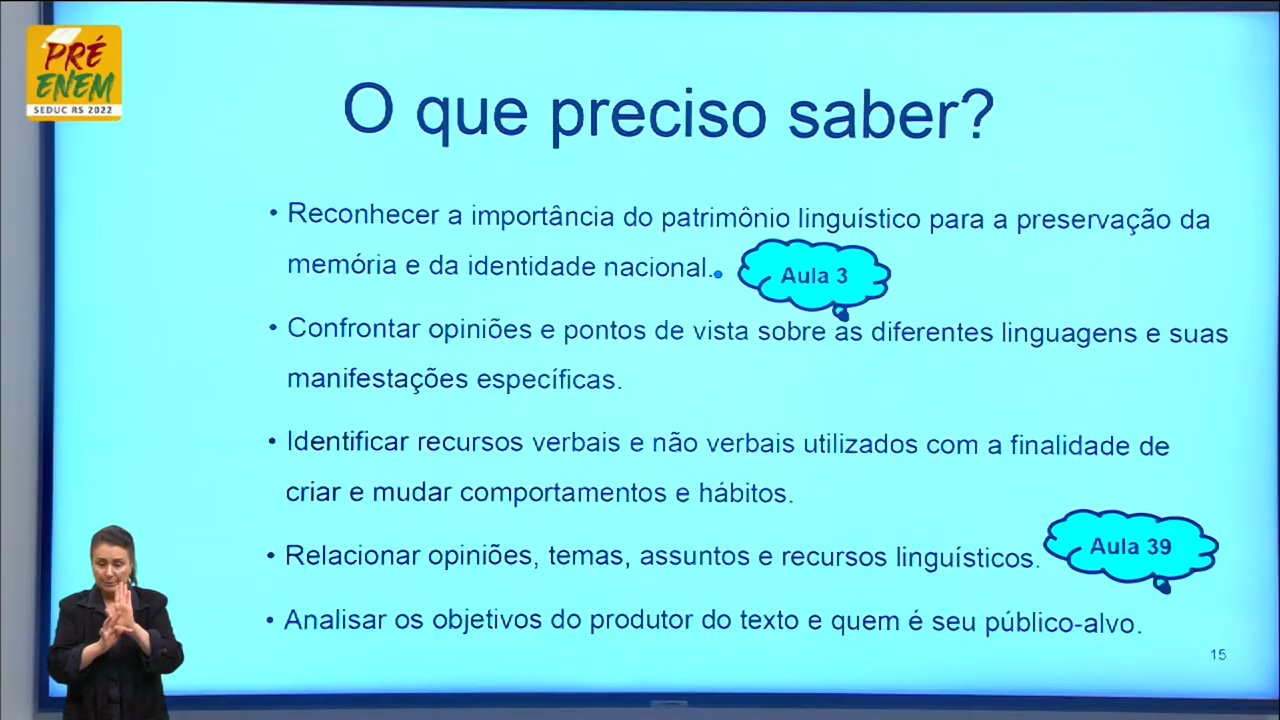 PRÉ
ENEM
SEDUC RS 2022
O que preciso saber?
• Reconhecer a importância do patrimônio linguístico para a preservação da
memória e da identidade nacional.
Aula 3
• Confrontar opiniões e pontos de vista sobre as diferentes linguagens e suas
manifestações específicas.
• Identificar recursos verbais e não verbais utilizados com a finalidade de
criar e mudar comportamentos e hábitos.
• Relacionar opiniões, temas, assuntos e recursos linguísticos.
Aula 39
• Analisar os objetivos do produtor do texto e quem é seu público-alvo.
15